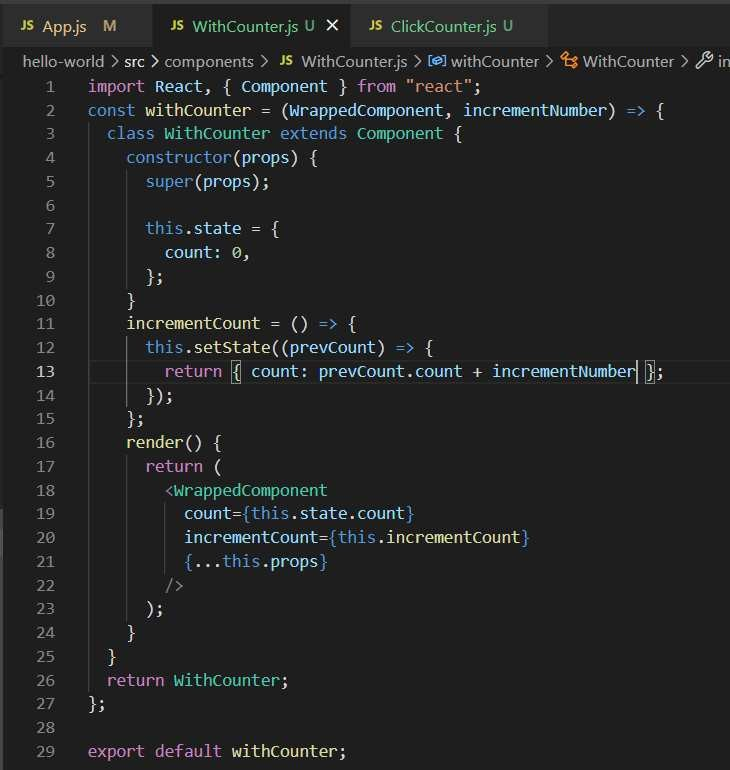 JS App.js M JS WithCounter.js U × JS ClickCounter.js U
hello-world > src > components > JS WithCounter.js > withCounter > WithCounter > in
1 import React, { Component } from "react";
2 const withCounter = (WrappedComponent, incrementNumber) => {
3   class WithCounter extends Component {
4     constructor(props) {
5       super(props);
6
7       this.state = {
8         count: 0,
9       };
10     }
11     incrementCount = () => {
12       this.setState((prevCount) => {
13         return { count: prevCount.count + incrementNumber };
14       });
15     };
16     render() {
17       return (
18         <WrappedComponent
19           count={this.state.count}
20           incrementCount={this.incrementCount}
21           {...this.props}
22         />
23       );
24     }
25   }
26   return WithCounter;
27 };
28
29 export default withCounter;